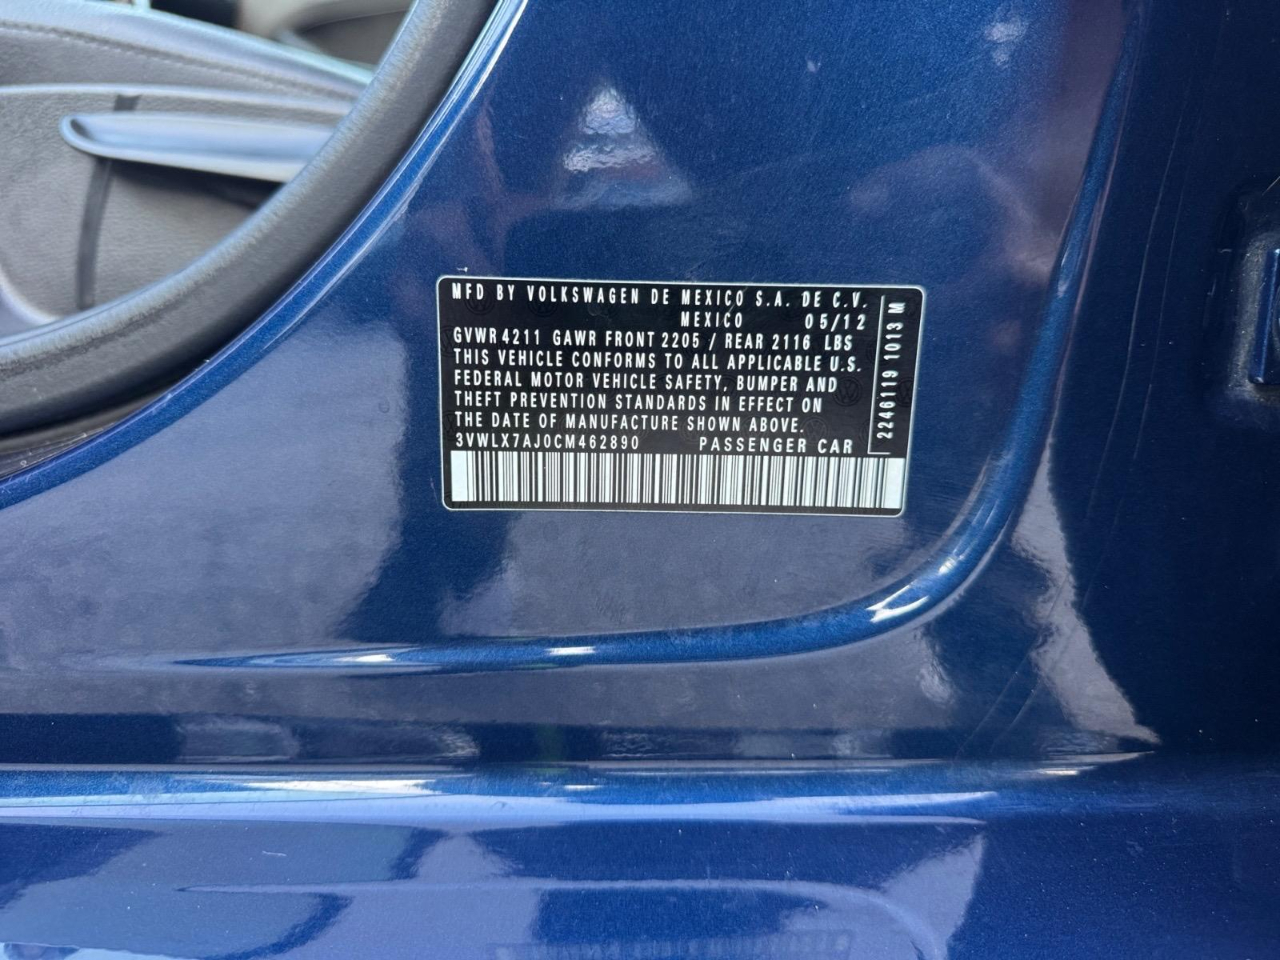 MFD BY VOLKSWAGEN DE MEXICO S.A. DE C.V.
MEXICO 05/12
GVWR 4211 GAWR FRONT 2205 / REAR 2116 LBS
THIS VEHICLE CONFORMS TO ALL APPLICABLE U.S.
FEDERAL MOTOR VEHICLE SAFETY, BUMPER AND
THEFT PREVENTION STANDARDS IN EFFECT ON
THE DATE OF MANUFACTURE SHOWN ABOVE.
3VWLX7AJ0CM462890 PASSENGER CAR
2246119 1013 M